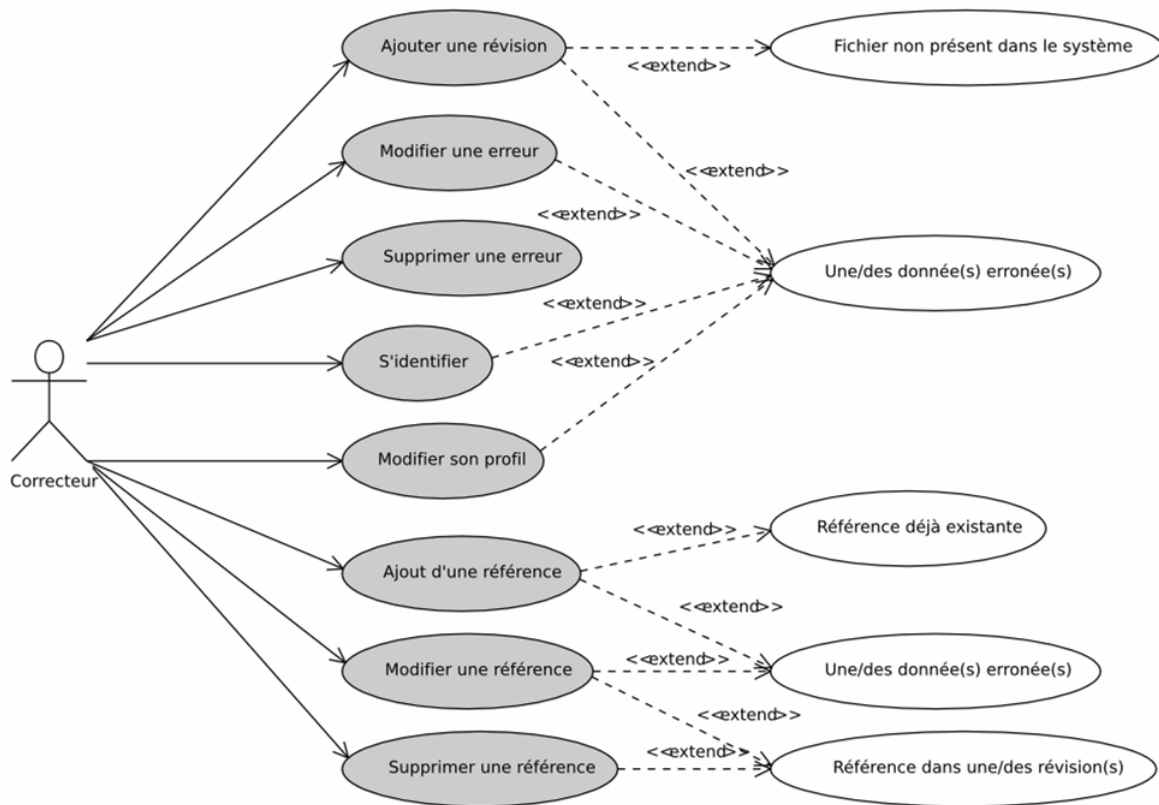 Ajouter une révision
Fichier non présent dans le système
<<extend>>
Modifier une erreur
<<extend>>
<<extend>>
Supprimer une erreur
Une/des donnée(s) erronée(s)
<<extend>>
S'identifier
<<extend>>
Modifier son profil
Correcteur
Référence déjà existante
<<extend>>
Ajout d'une référence
<<extend>>
Modifier une référence
<<extend>>
Une/des donnée(s) erronée(s)
<<extend>>
<<extend>>
Supprimer une référence
Référence dans une/des révision(s)